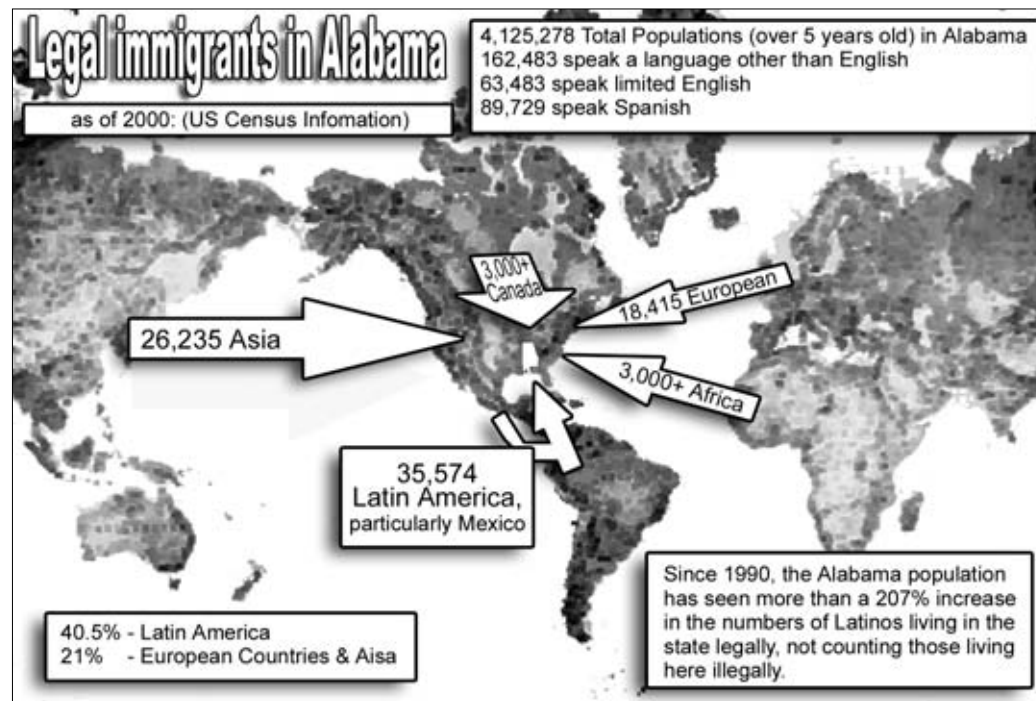 Legal immigrants in Alabama
as of 2000: (US Census Infomation)
4,125,278 Total Populations (over 5 years old) in Alabama
162,483 speak a language other than English
63,483 speak limited English
89,729 speak Spanish
3,000+
Canada
18,415 European
26,235 Asia
3,000+ Africa
35,574
Latin America,
particularly Mexico
40.5% - Latin America
21% - European Countries & Aisa
Since 1990, the Alabama population
has seen more than a 207% increase
in the numbers of Latinos living in the
state legally, not counting those living
here illegally.